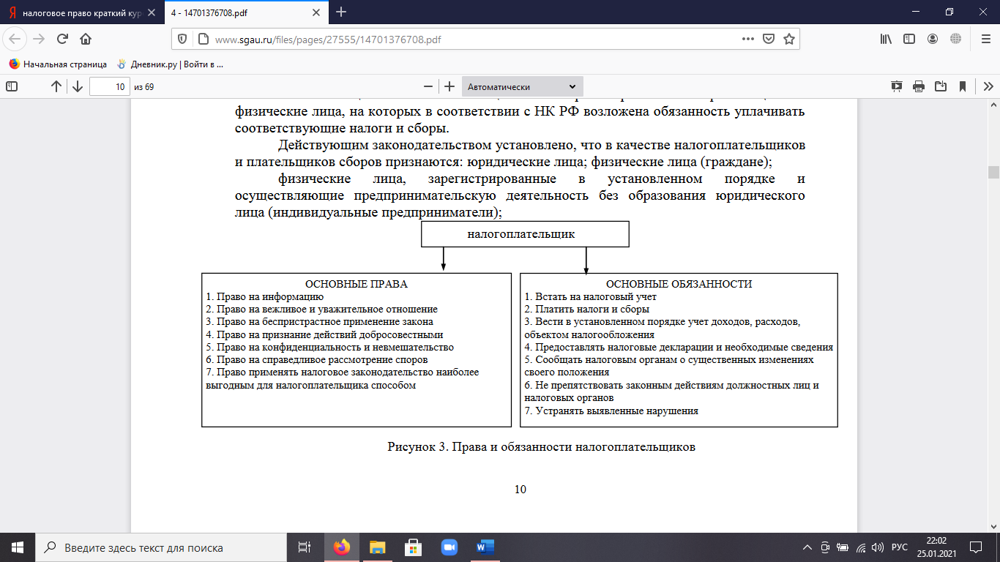 налоговое право краткий кур
4 - 14701376708.pdf
www.sgau.ru/files/pages/27555/14701376708.pdf
Начальная страница
Дневник.ру | Войти в ...
10
из 69
Автоматически
физические лица, на которых в соответствии с НК РФ возложена обязанность уплачивать
соответствующие налоги и сборы.
Действующим законодательством установлено, что в качестве налогоплательщиков
и плательщиков сборов признаются: юридические лица; физические лица (граждане);
физические лица, зарегистрированные в установленном порядке и
осуществляющие предпринимательскую деятельность без образования юридического
лица (индивидуальные предприниматели);
налогоплательщик
ОСНОВНЫЕ ПРАВА
1. Право на информацию
2. Право на вежливое и уважительное отношение
3. Право на беспристрастное применение закона
4. Право на признание действий добросовестными
5. Право на конфиденциальность и невмешательство
6. Право на справедливое рассмотрение споров
7. Право применять налоговое законодательство наиболее
выгодным для налогоплательщика способом
ОСНОВНЫЕ ОБЯЗАННОСТИ
1. Встать на налоговый учет
2. Платить налоги и сборы
3. Вести в установленном порядке учет доходов, расходов,
объектом налогообложения
4. Предоставлять налоговые декларации и необходимые сведения
5. Сообщать налоговым органам о существенных изменениях
своего положения
6. Не препятствовать законным действиям должностных лиц и
налоговых органов
7. Устранять выявленные нарушения
Рисунок 3. Права и обязанности налогоплательщиков
10
Введите здесь текст для поиска
РУС
22:02
25.01.2021